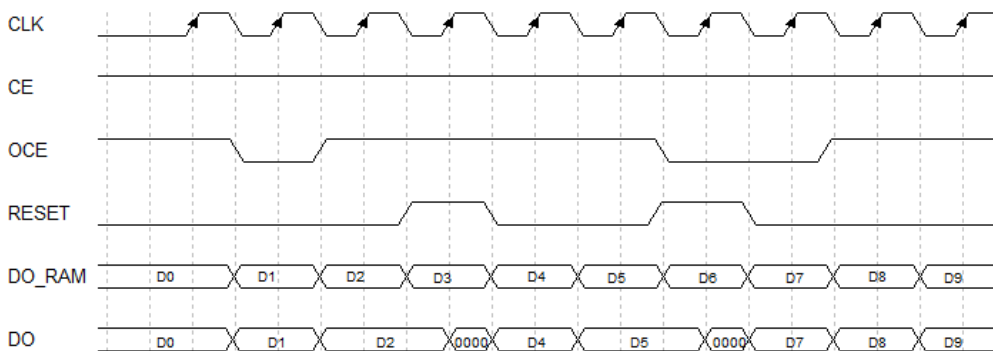 CLK
CE
OCE
RESET
DO_RAM D0 D1 D2 D3 D4 D5 D6 D7 D8 D9
DO D0 D1 D2 0000 D4 D5 0000 D7 D8 D9